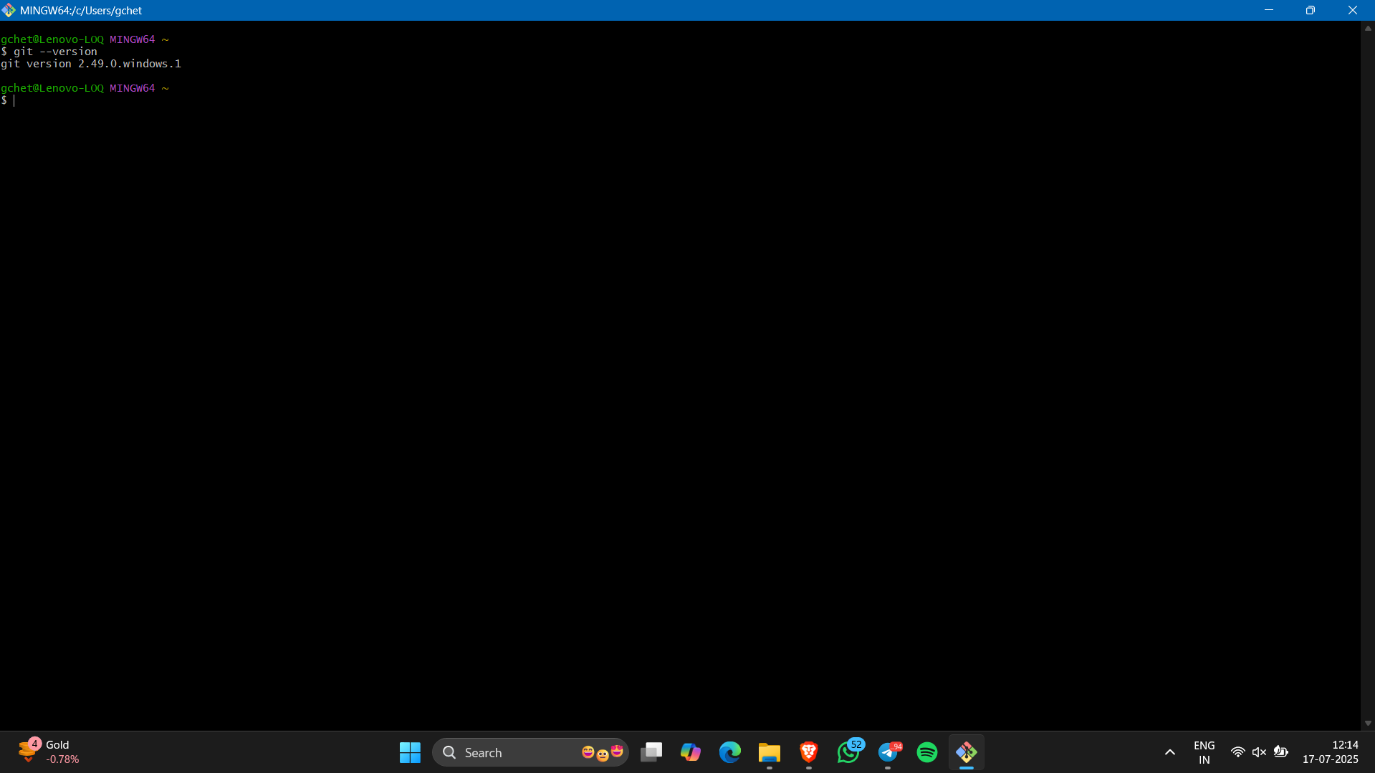 MINGW64:/c/Users/gchet
gchet@Lenovo-LOQ MINGW64 ~
$ git --version
git version 2.49.0.windows.1
gchet@Lenovo-LOQ MINGW64 ~
$
4
Gold
-0.78%
Search
52
94
ENG
IN
12:14
17-07-2025